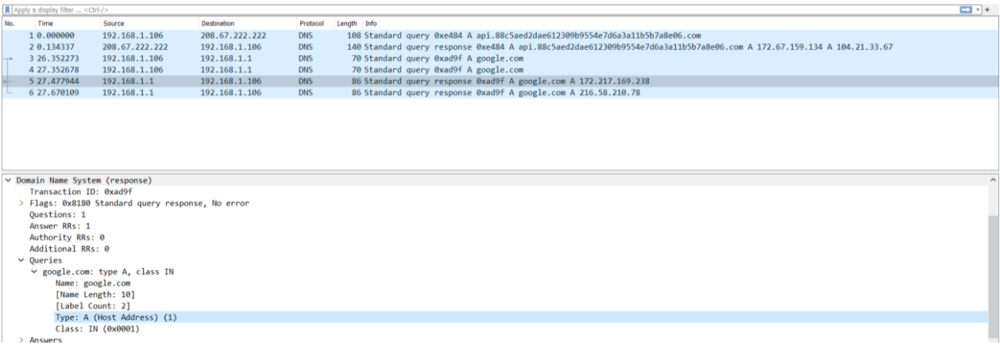 Apply a display filter ... <Ctrl-/>
No. Time Source Destination Protocol Length Info
1 0.000000 192.168.1.106 208.67.222.222 DNS 108 Standard query 0xe484 A api.88c5aed2dae612309b9554e7d6a3a11b5b7a8e06.com
2 0.134337 208.67.222.222 192.168.1.106 DNS 140 Standard query response 0xe484 A api.88c5aed2dae612309b9554e7d6a3a11b5b7a8e06.com A 172.67.159.134 A 104.21.33.67
3 26.352273 192.168.1.106 192.168.1.1 DNS 70 Standard query 0xad9f A google.com
4 27.352678 192.168.1.106 192.168.1.1 DNS 70 Standard query 0xad9f A google.com
5 27.477944 192.168.1.1 192.168.1.106 DNS 86 Standard query response 0xad9f A google.com A 172.217.169.238
6 27.670109 192.168.1.1 192.168.1.106 DNS 86 Standard query response 0xad9f A google.com A 216.58.210.78
Domain Name System (response)
Transaction ID: 0xad9f
Flags: 0x8180 Standard query response, No error
Questions: 1
Answer RRs: 1
Authority RRs: 0
Additional RRs: 0
Queries
google.com: type A, class IN
Name: google.com
[Name Length: 10]
[Label Count: 2]
Type: A (Host Address) (1)
Class: IN (0x0001)
Answers